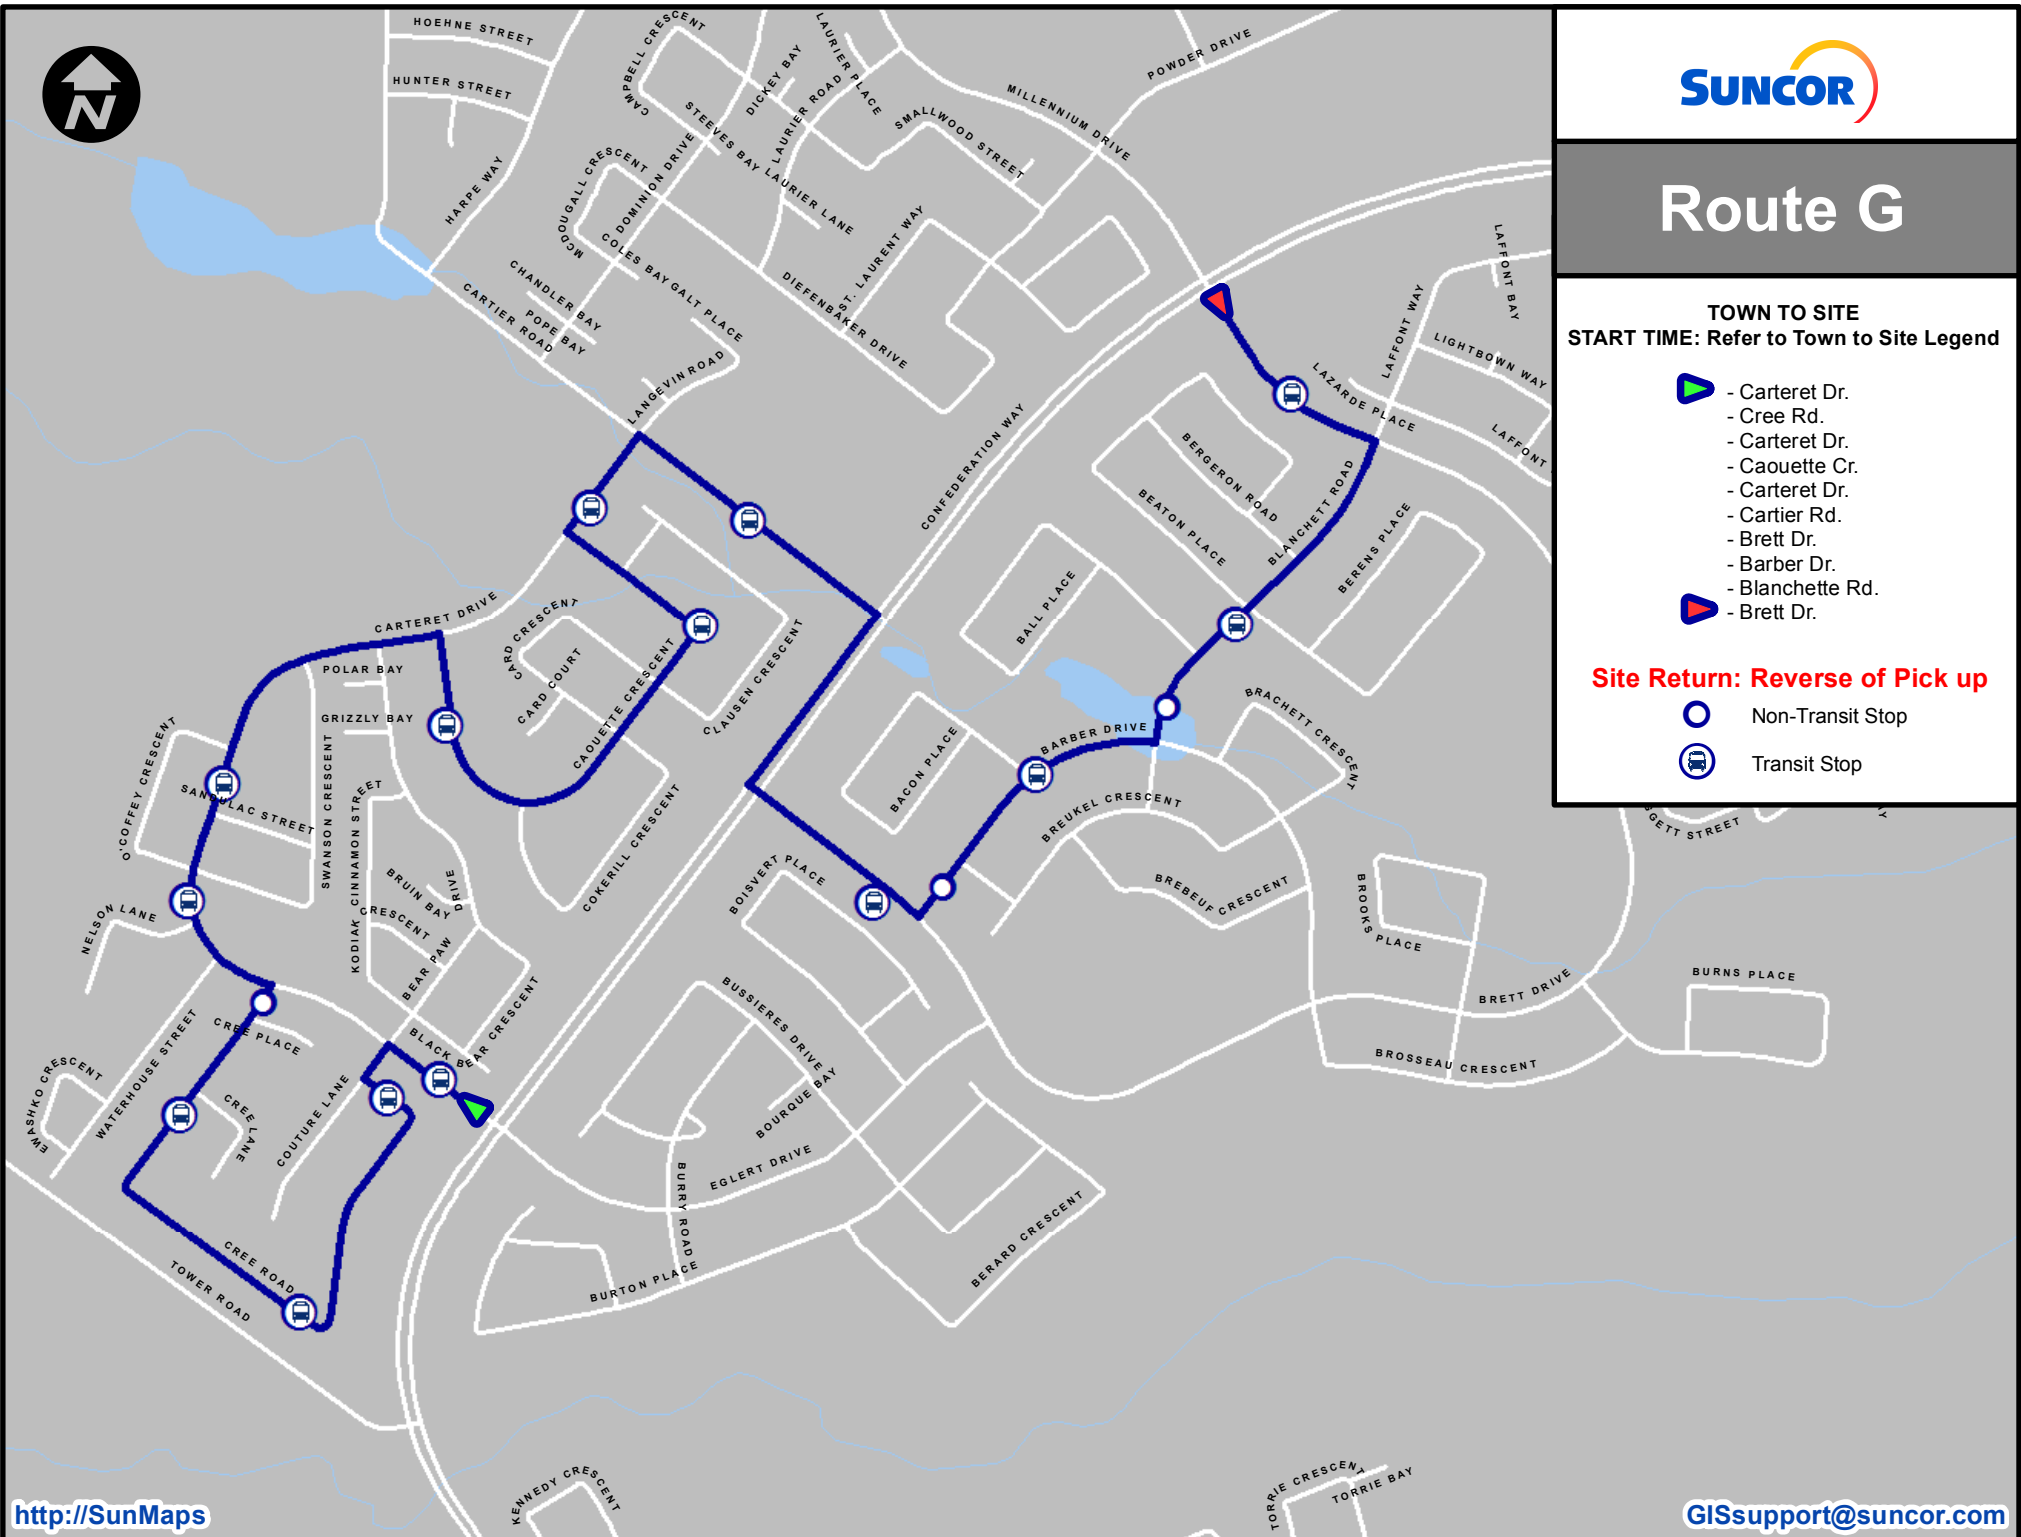 HOEHNE STREET
HUNTER STREET
HARPE WAY
CAMPBELL CRESCENT
DICKEY BAY
LAURIER PLACE
LAURIER ROAD
STEEVES BAY
LAURIER LANE
SMALLWOOD STREET
MILLENNIUM DRIVE
POWDER DRIVE
MCDOUGALL CRESCENT
DOMINION DRIVE
COLES BAY
GALT PLACE
CHANDLER BAY
POPE BAY
CARTIER ROAD
ST. LAURENT WAY
DIEFENBAKER DRIVE
LANGEVIN ROAD
CONFEDERATION WAY
LAFFONT BAY
LAFFONT WAY
LIGHTBOWN WAY
LAZARDE PLACE
LAFFONT
BERGERON ROAD
BEATON PLACE
BLANCHETT ROAD
BERENS PLACE
BALL PLACE
CARTERET DRIVE
CARD CRESCENT
CARD COURT
CAOUETTE CRESCENT
CLAUSEN CRESCENT
POLAR BAY
GRIZZLY BAY
O'COFFEY CRESCENT
SANDULAC STREET
SWANSON CRESCENT
KODIAK CINNAMON STREET
BRUIN BAY
CRESCENT
DRIVE
BEAR PAW
COKERILL CRESCENT
BACON PLACE
BARBER DRIVE
BRACHETT CRESCENT
BREUKEL CRESCENT
BOISVERT PLACE
BREBEUF CRESCENT
BROOKS PLACE
GGETT STREET
NELSON LANE
WATERHOUSE STREET
CREE PLACE
BLACK BEAR CRESCENT
EWASHKO CRESCENT
CREE LANE
COUTURE LANE
BUSSIERES DRIVE
BOURQUE BAY
BRETT DRIVE
BURNS PLACE
BROSSEAU CRESCENT
EGLERT DRIVE
BURRY ROAD
BERARD CRESCENT
BURTON PLACE
CREE ROAD
TOWER ROAD
KENNEDY CRESCENT
TORRIE CRESCENT
TORRIE BAY
N
SUNCOR
Route G
TOWN TO SITE
START TIME: Refer to Town to Site Legend
- Carteret Dr.
- Cree Rd.
- Carteret Dr.
- Caouette Cr.
- Carteret Dr.
- Cartier Rd.
- Brett Dr.
- Barber Dr.
- Blanchette Rd.
- Brett Dr.
Site Return: Reverse of Pick up
Non-Transit Stop
Transit Stop
http://SunMaps
GISsupport@suncor.com